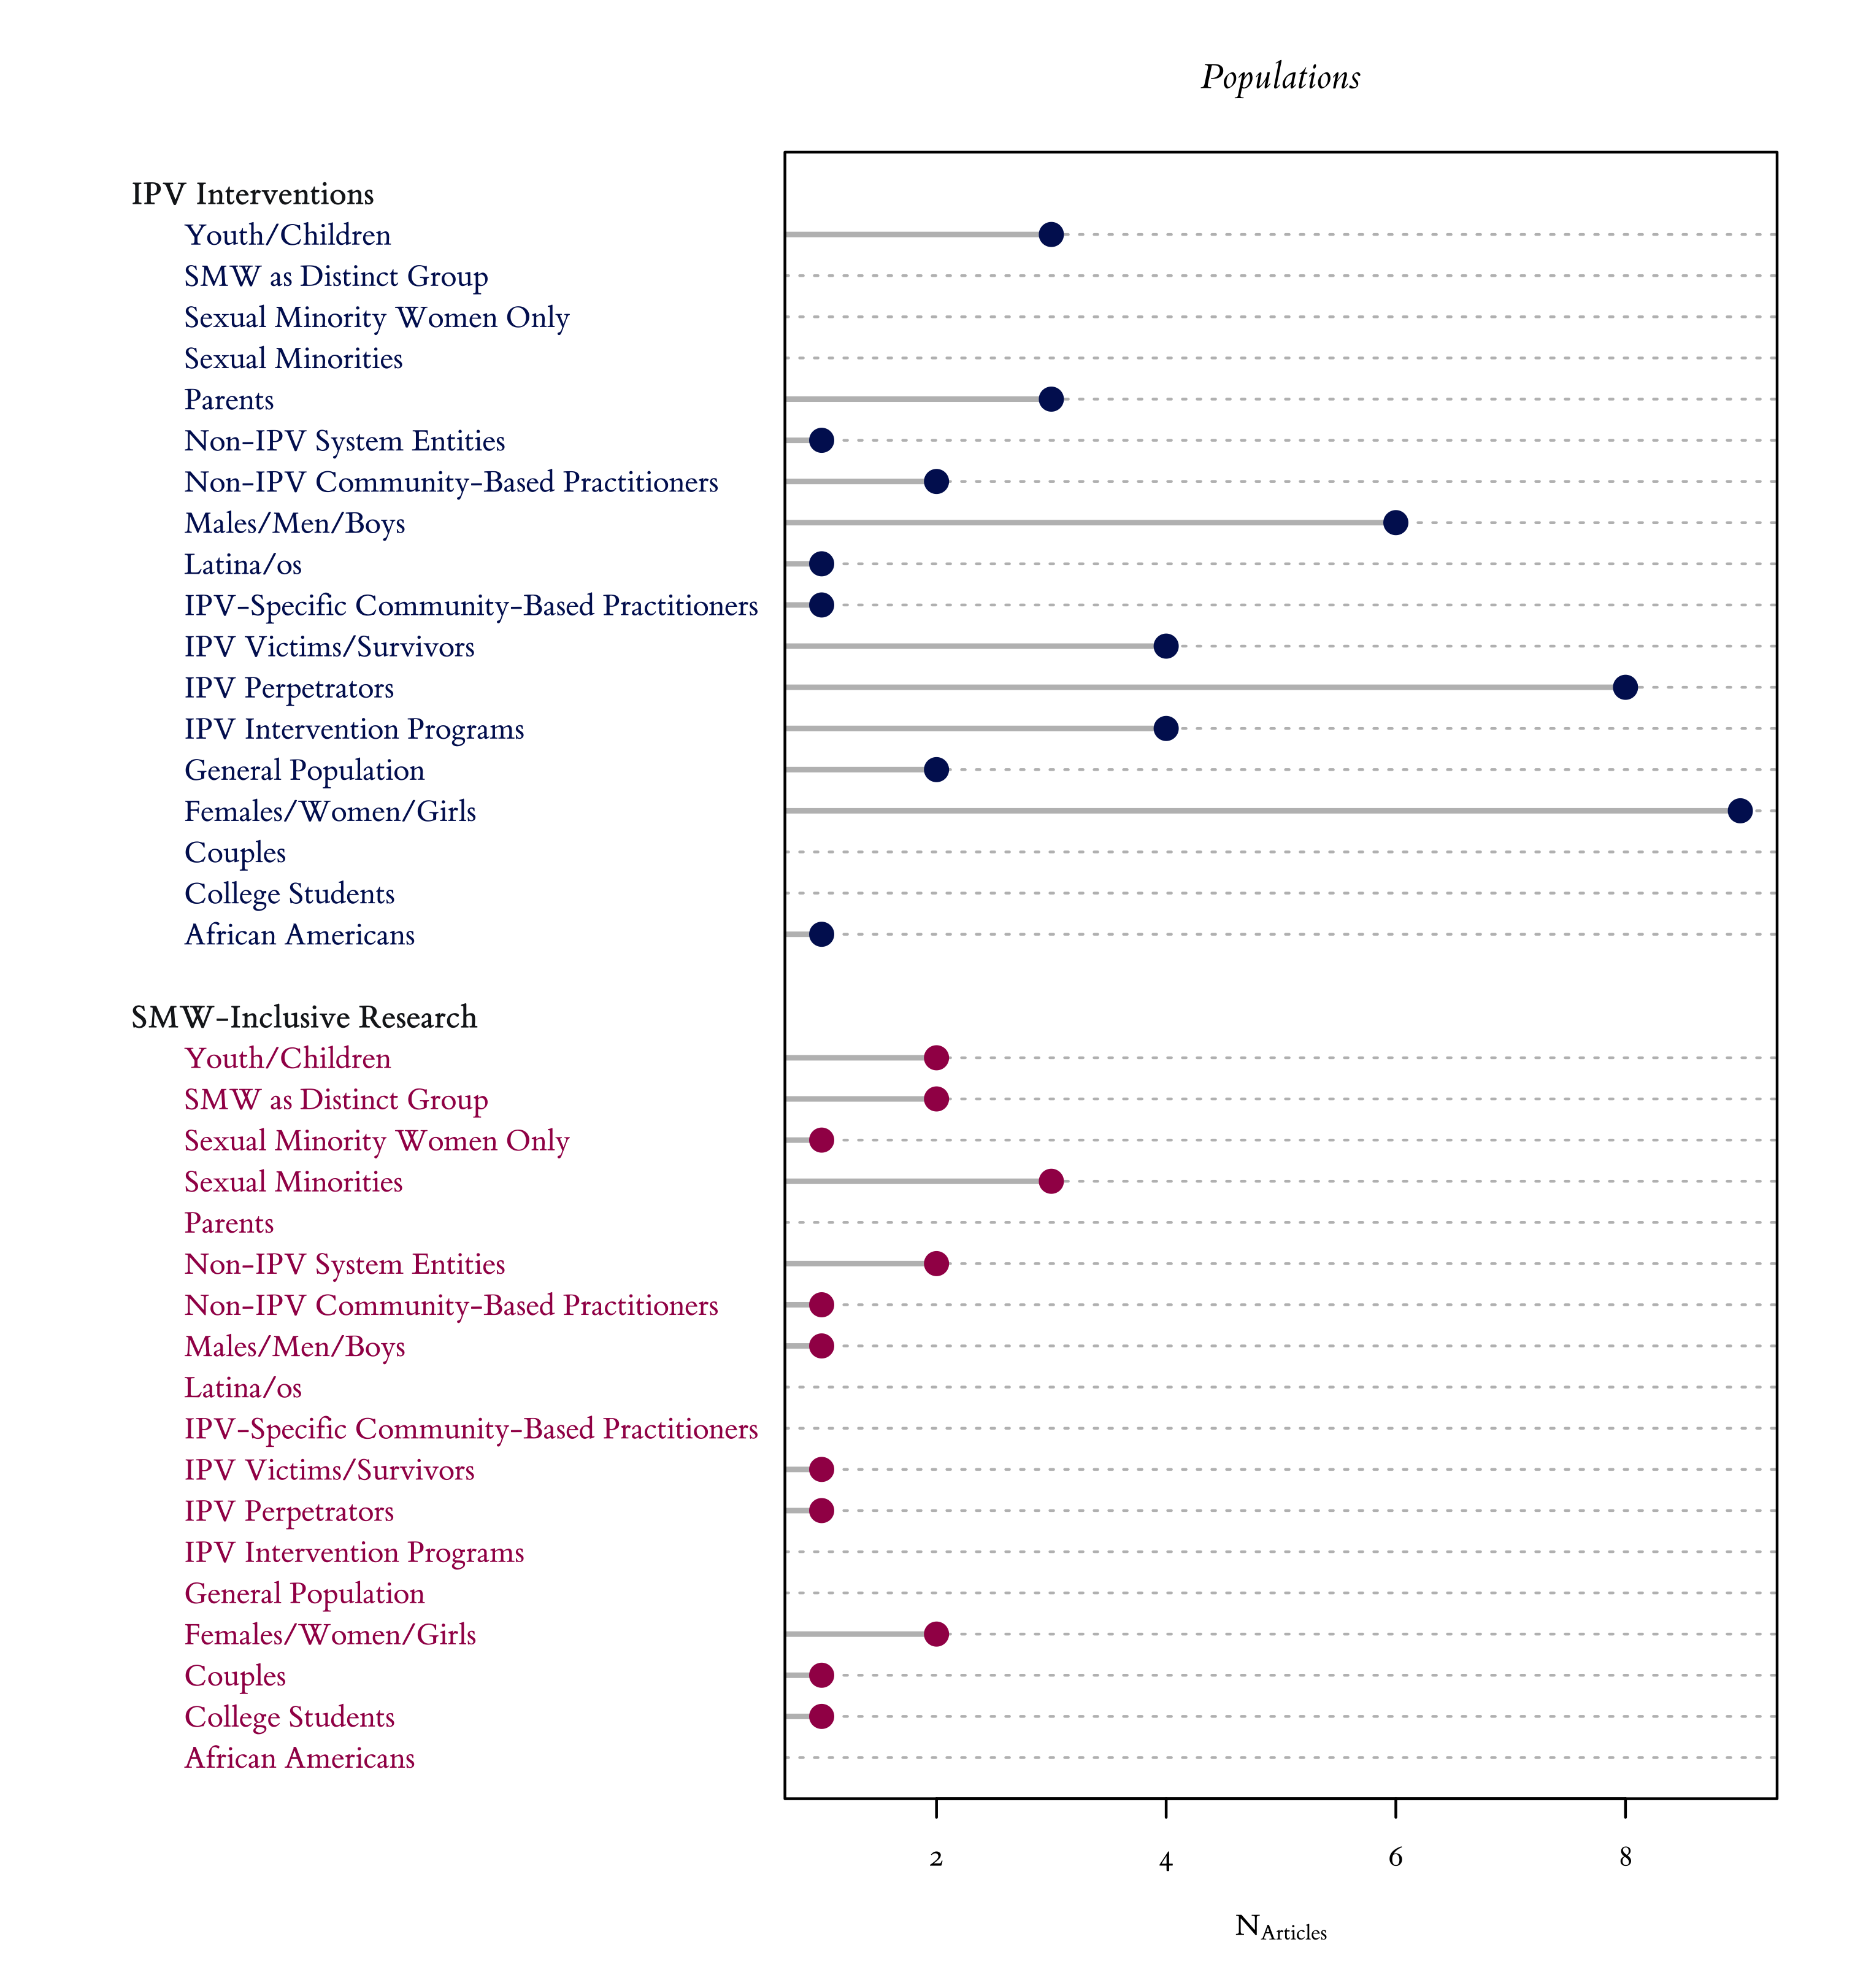 Populations
IPV Interventions
Youth/Children
SMW as Distinct Group
Sexual Minority Women Only
Sexual Minorities
Parents
Non-IPV System Entities
Non-IPV Community-Based Practitioners
Males/Men/Boys
Latina/os
IPV-Specific Community-Based Practitioners
IPV Victims/Survivors
IPV Perpetrators
IPV Intervention Programs
General Population
Females/Women/Girls
Couples
College Students
African Americans
SMW-Inclusive Research
Youth/Children
SMW as Distinct Group
Sexual Minority Women Only
Sexual Minorities
Parents
Non-IPV System Entities
Non-IPV Community-Based Practitioners
Males/Men/Boys
Latina/os
IPV-Specific Community-Based Practitioners
IPV Victims/Survivors
IPV Perpetrators
IPV Intervention Programs
General Population
Females/Women/Girls
Couples
College Students
African Americans
2 4 6 8
NArticles